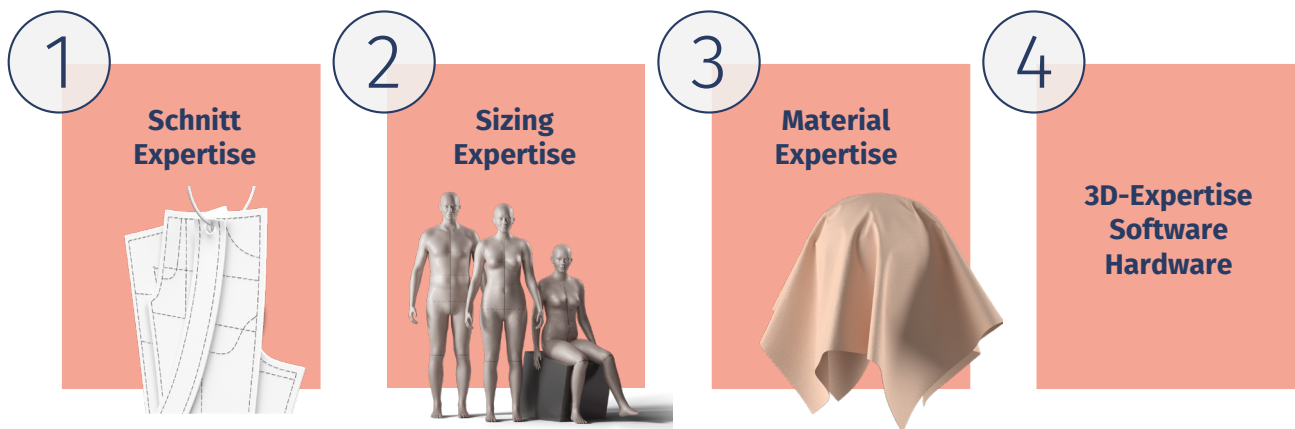 1
Schnitt
Expertise
2
Sizing
Expertise
3
Material
Expertise
4
3D-Expertise
Software
Hardware